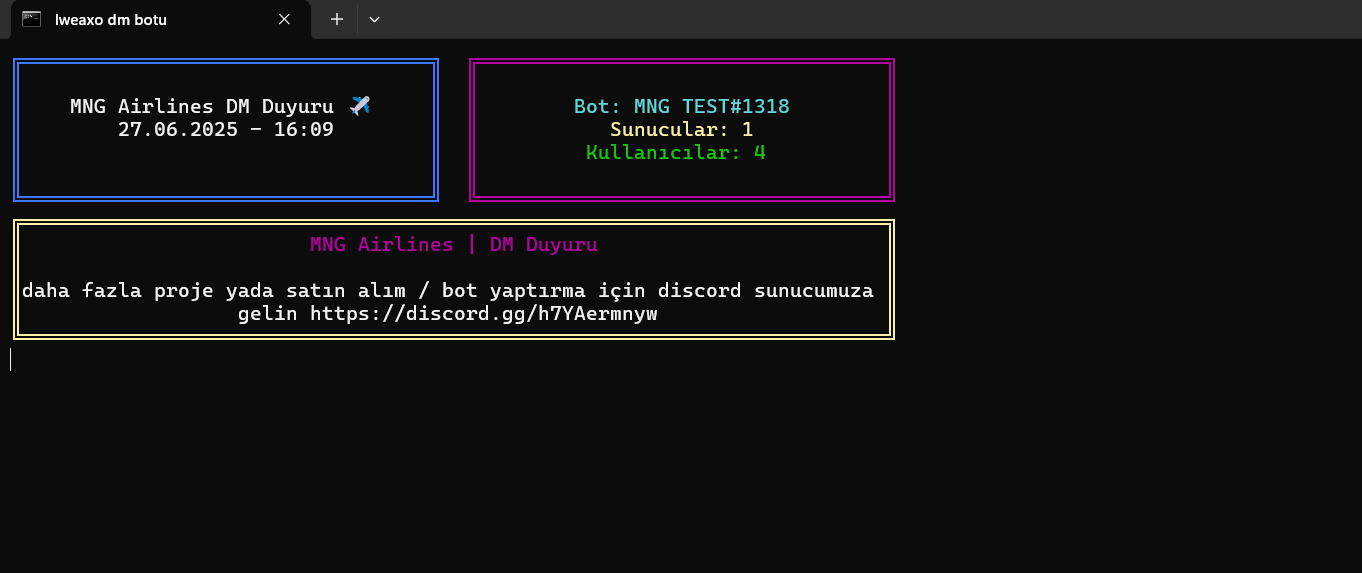 lweaxo dm botu
MNG Airlines DM Duyuru ✈️
27.06.2025 - 16:09
Bot: MNG TEST#1318
Sunucular: 1
Kullanıcılar: 4
MNG Airlines | DM Duyuru
daha fazla proje yada satın alım / bot yaptırma için discord sunucumuza
gelin https://discord.gg/h7YAermnyw